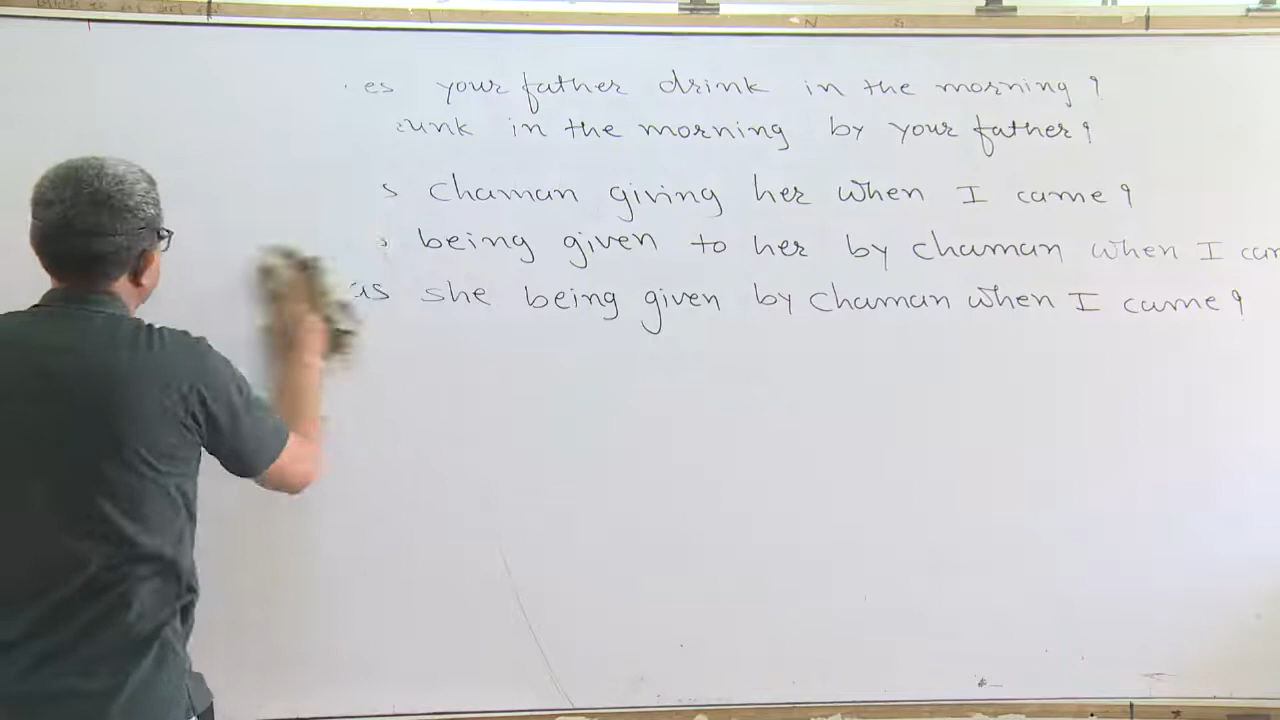 es your father drink in the morning?
unk in the morning by your father?
s Chaman giving her when I came?
being given to her by Chaman when I cam
as she being given by Chaman when I came?